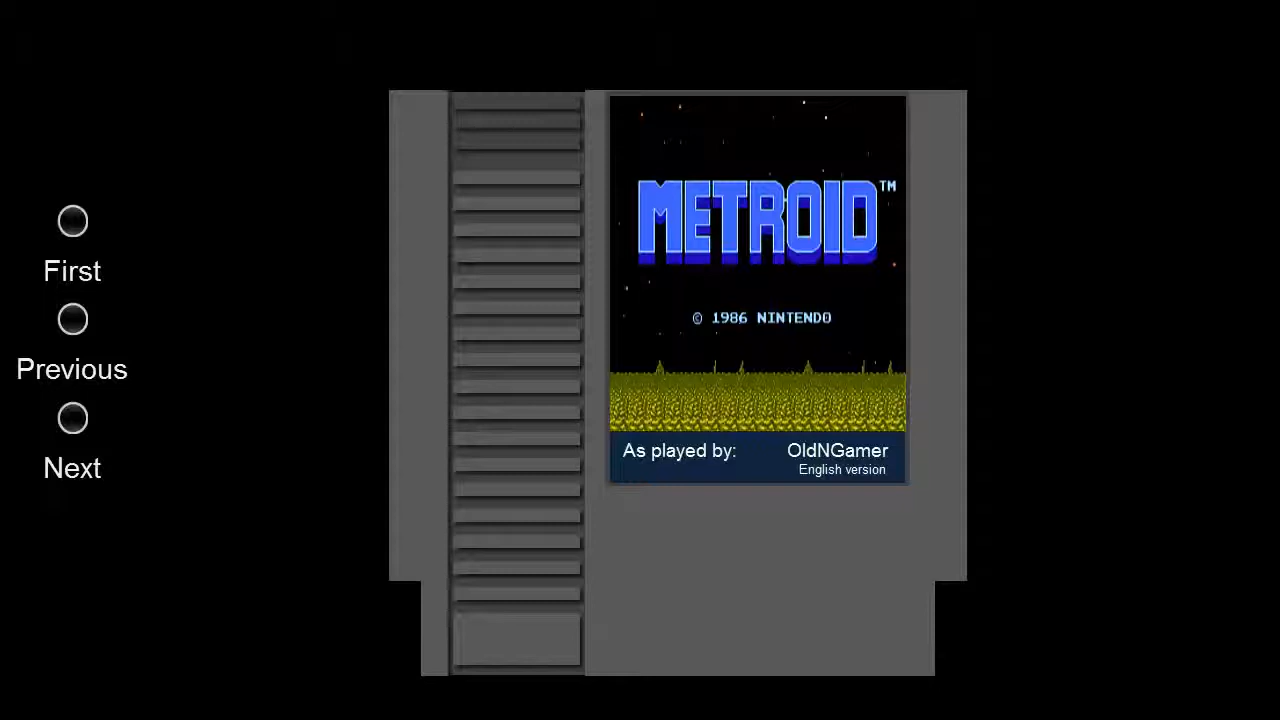 First
Previous
Next
METROID™
© 1986 NINTENDO
As played by: OldNGamer
English version